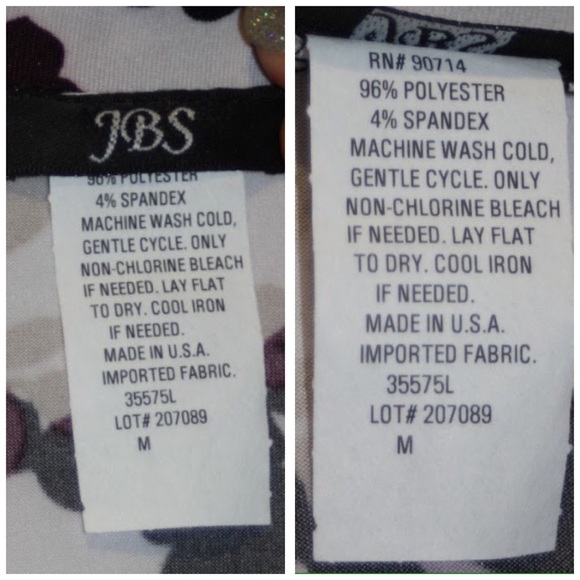 JBS
96% POLYESTER
4% SPANDEX
MACHINE WASH COLD,
GENTLE CYCLE. ONLY
NON-CHLORINE BLEACH
IF NEEDED. LAY FLAT
TO DRY. COOL IRON
IF NEEDED.
MADE IN U.S.A.
IMPORTED FABRIC.
35575L
LOT# 207089
M
RN# 90714
96% POLYESTER
4% SPANDEX
MACHINE WASH COLD,
GENTLE CYCLE. ONLY
NON-CHLORINE BLEACH
IF NEEDED. LAY FLAT
TO DRY. COOL IRON
IF NEEDED.
MADE IN U.S.A.
IMPORTED FABRIC.
35575L
LOT# 207089
M